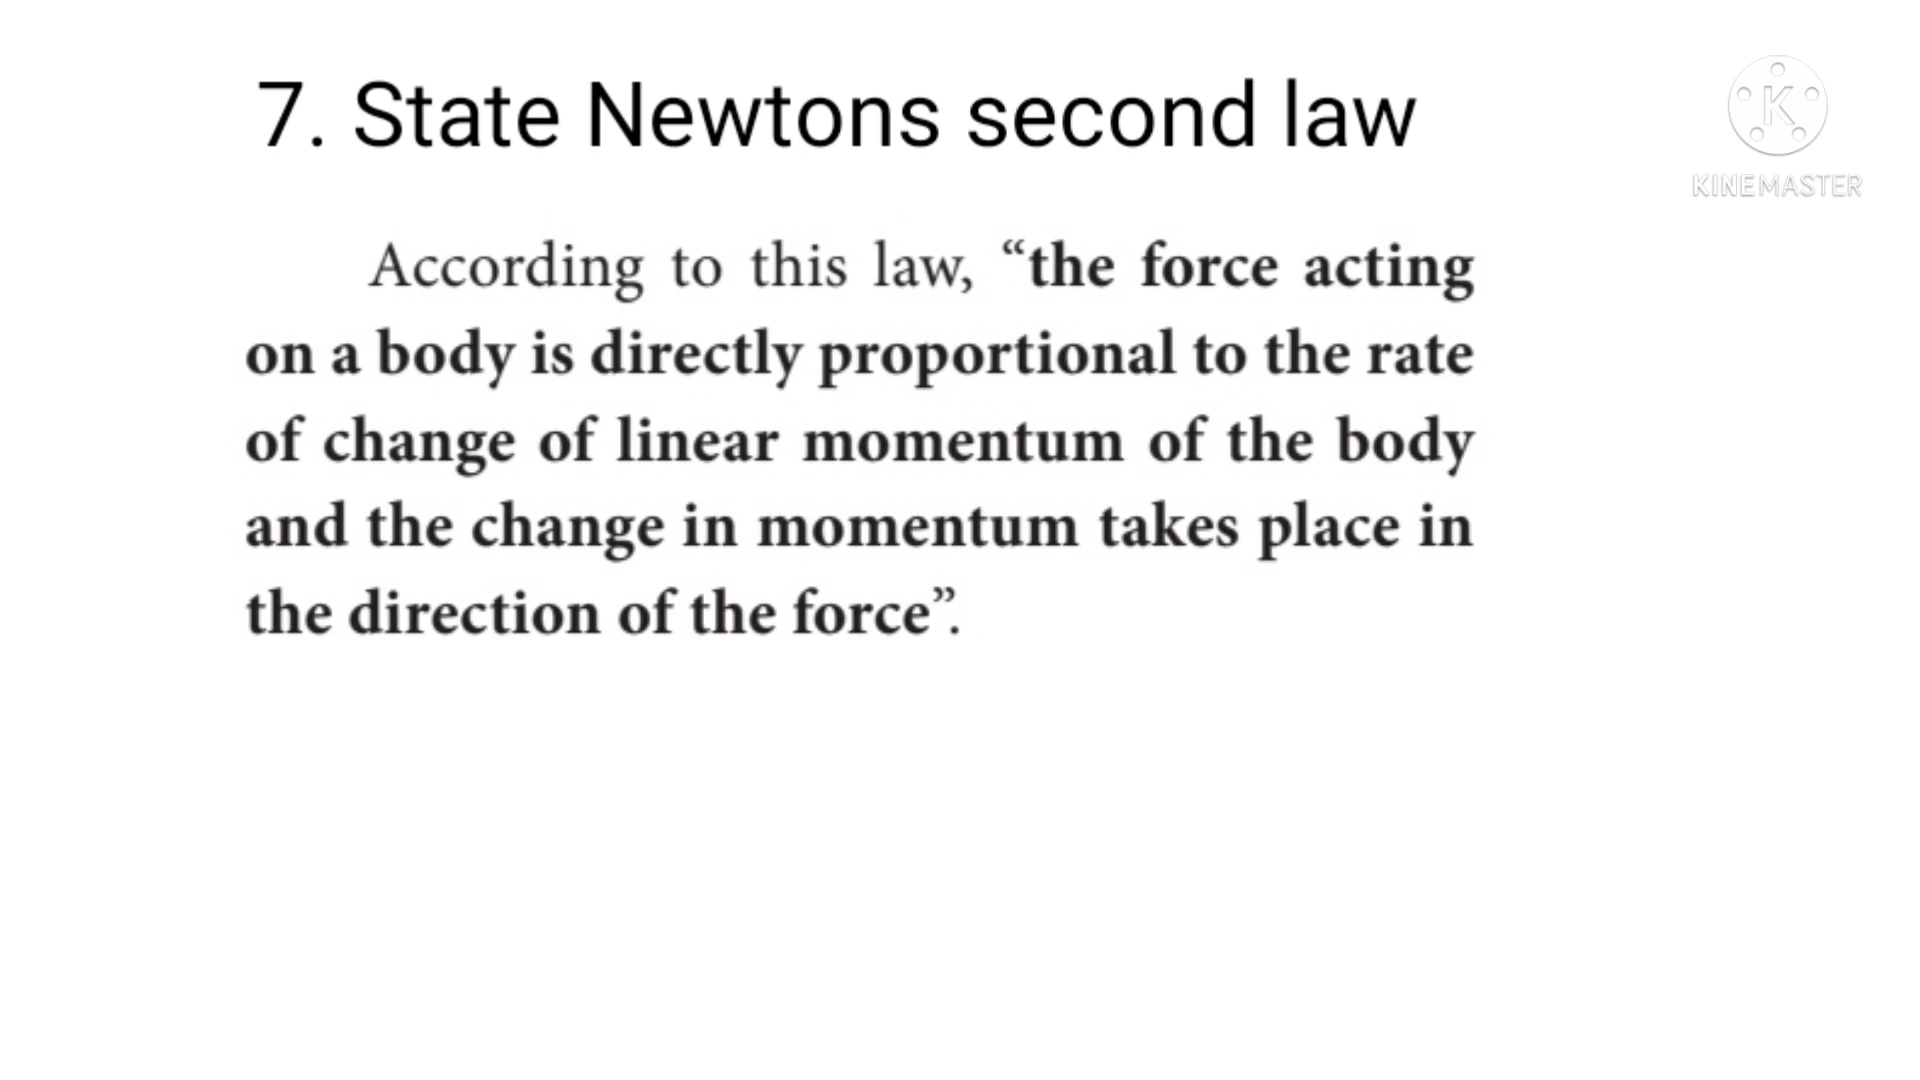 7. State Newtons second law
K
KINEMASTER
According to this law, “the force acting
on a body is directly proportional to the rate
of change of linear momentum of the body
and the change in momentum takes place in
the direction of the force”.